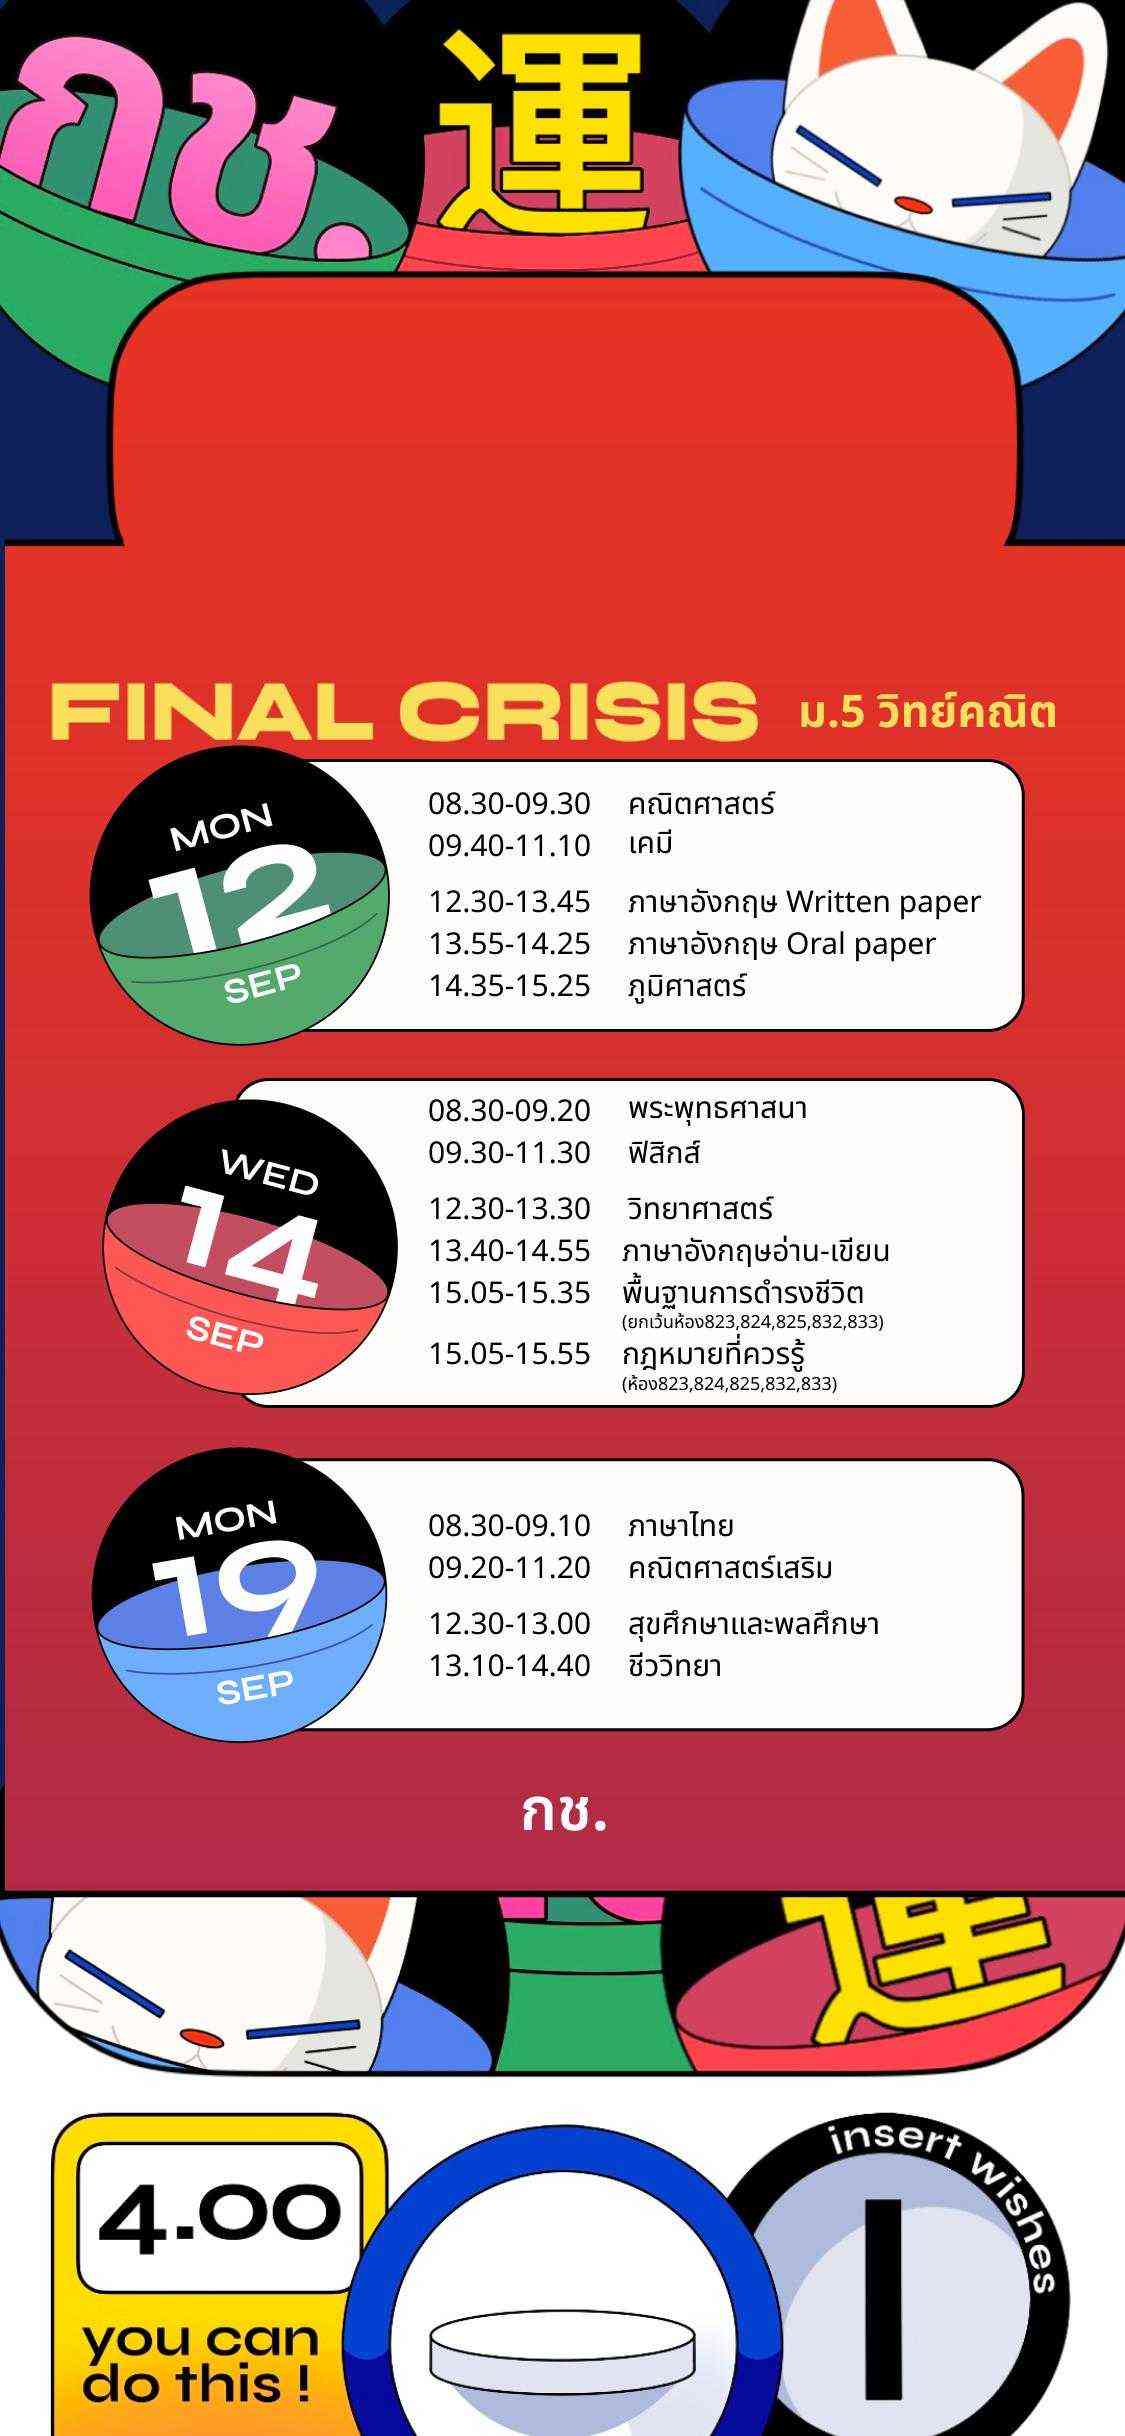 กช.
運
FINAL CRISIS ม.5 วิทย์คณิต
MON
12
SEP
08.30-09.30 คณิตศาสตร์
09.40-11.10 เคมี
12.30-13.45 ภาษาอังกฤษ Written paper
13.55-14.25 ภาษาอังกฤษ Oral paper
14.35-15.25 ภูมิศาสตร์
WED
14
SEP
08.30-09.20 พระพุทธศาสนา
09.30-11.30 ฟิสิกส์
12.30-13.30 วิทยาศาสตร์
13.40-14.55 ภาษาอังกฤษอ่าน-เขียน
15.05-15.35 พื้นฐานการดำรงชีวิต
(ยกเว้นห้อง823,824,825,832,833)
15.05-15.55 กฎหมายที่ควรรู้
(ห้อง823,824,825,832,833)
MON
19
SEP
08.30-09.10 ภาษาไทย
09.20-11.20 คณิตศาสตร์เสริม
12.30-13.00 สุขศึกษาและพลศึกษา
13.10-14.40 ชีววิทยา
กช.
運
4.00
you can
do this !
insert wishes